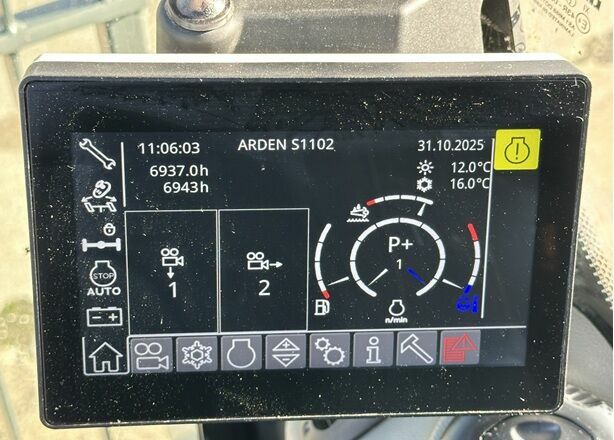 11:06:03 ARDEN S1102 31.10.2025
6937.0h 12.0°C
6943h 16.0°C
P+
1
STOP
AUTO
1
2
n/min